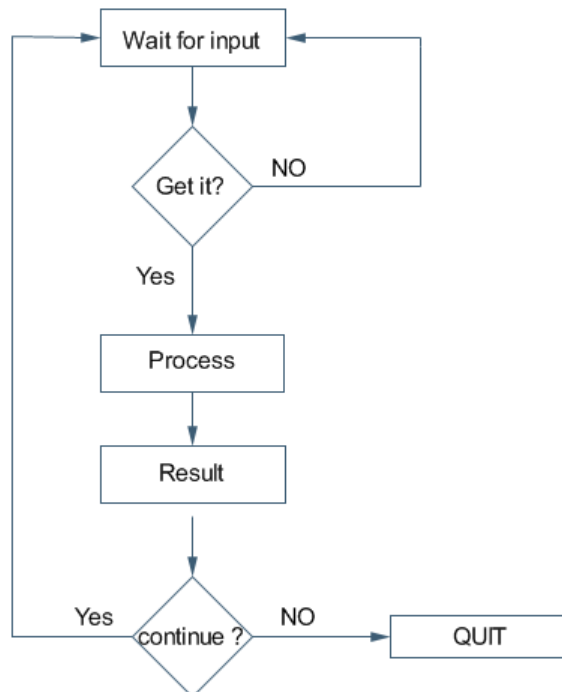 Wait for input
Get it?
NO
Yes
Process
Result
Yes
continue ?
NO
QUIT